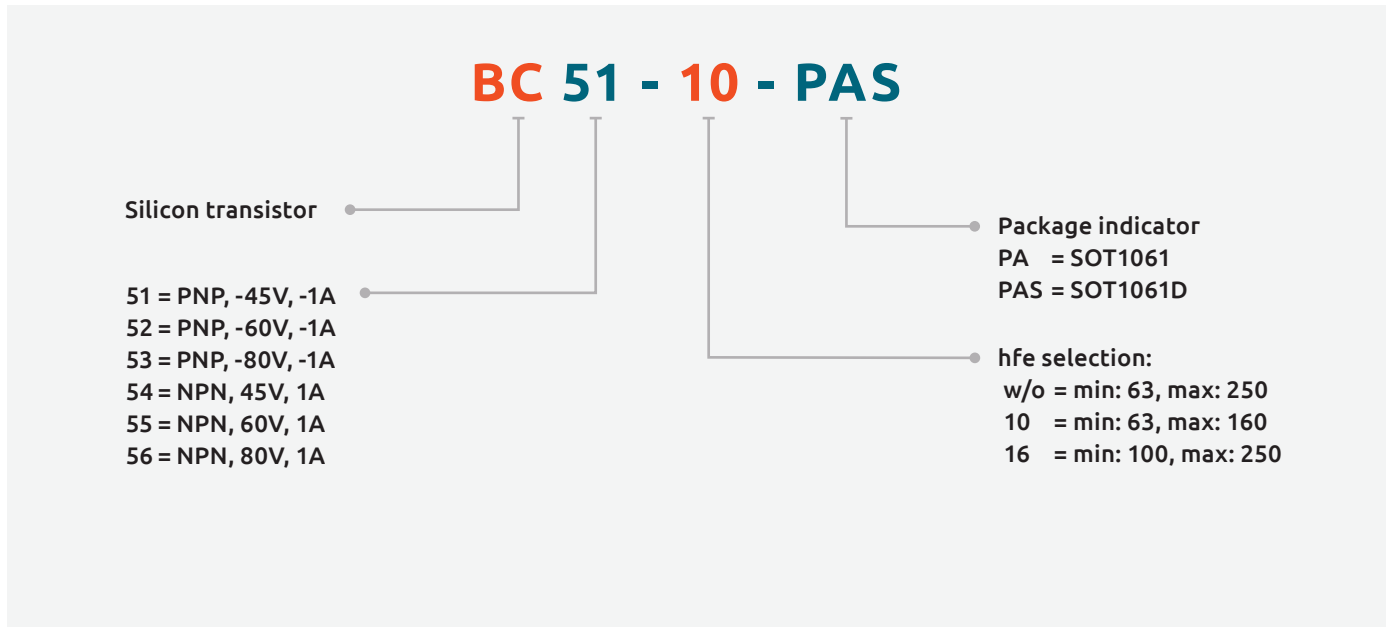 BC 51 - 10 - PAS
Silicon transistor
51 = PNP, -45V, -1A
52 = PNP, -60V, -1A
53 = PNP, -80V, -1A
54 = NPN, 45V, 1A
55 = NPN, 60V, 1A
56 = NPN, 80V, 1A
Package indicator
PA = SOT1061
PAS = SOT1061D
hfe selection:
w/o = min: 63, max: 250
10 = min: 63, max: 160
16 = min: 100, max: 250